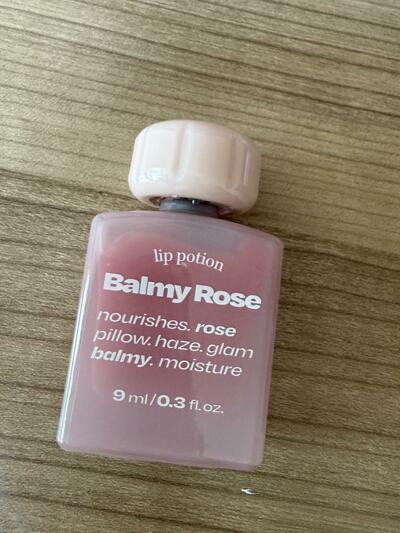 lip potion
Balmy Rose
nourishes. rose
pillow. haze. glam
balmy. moisture
9 ml/0.3 fl. oz.